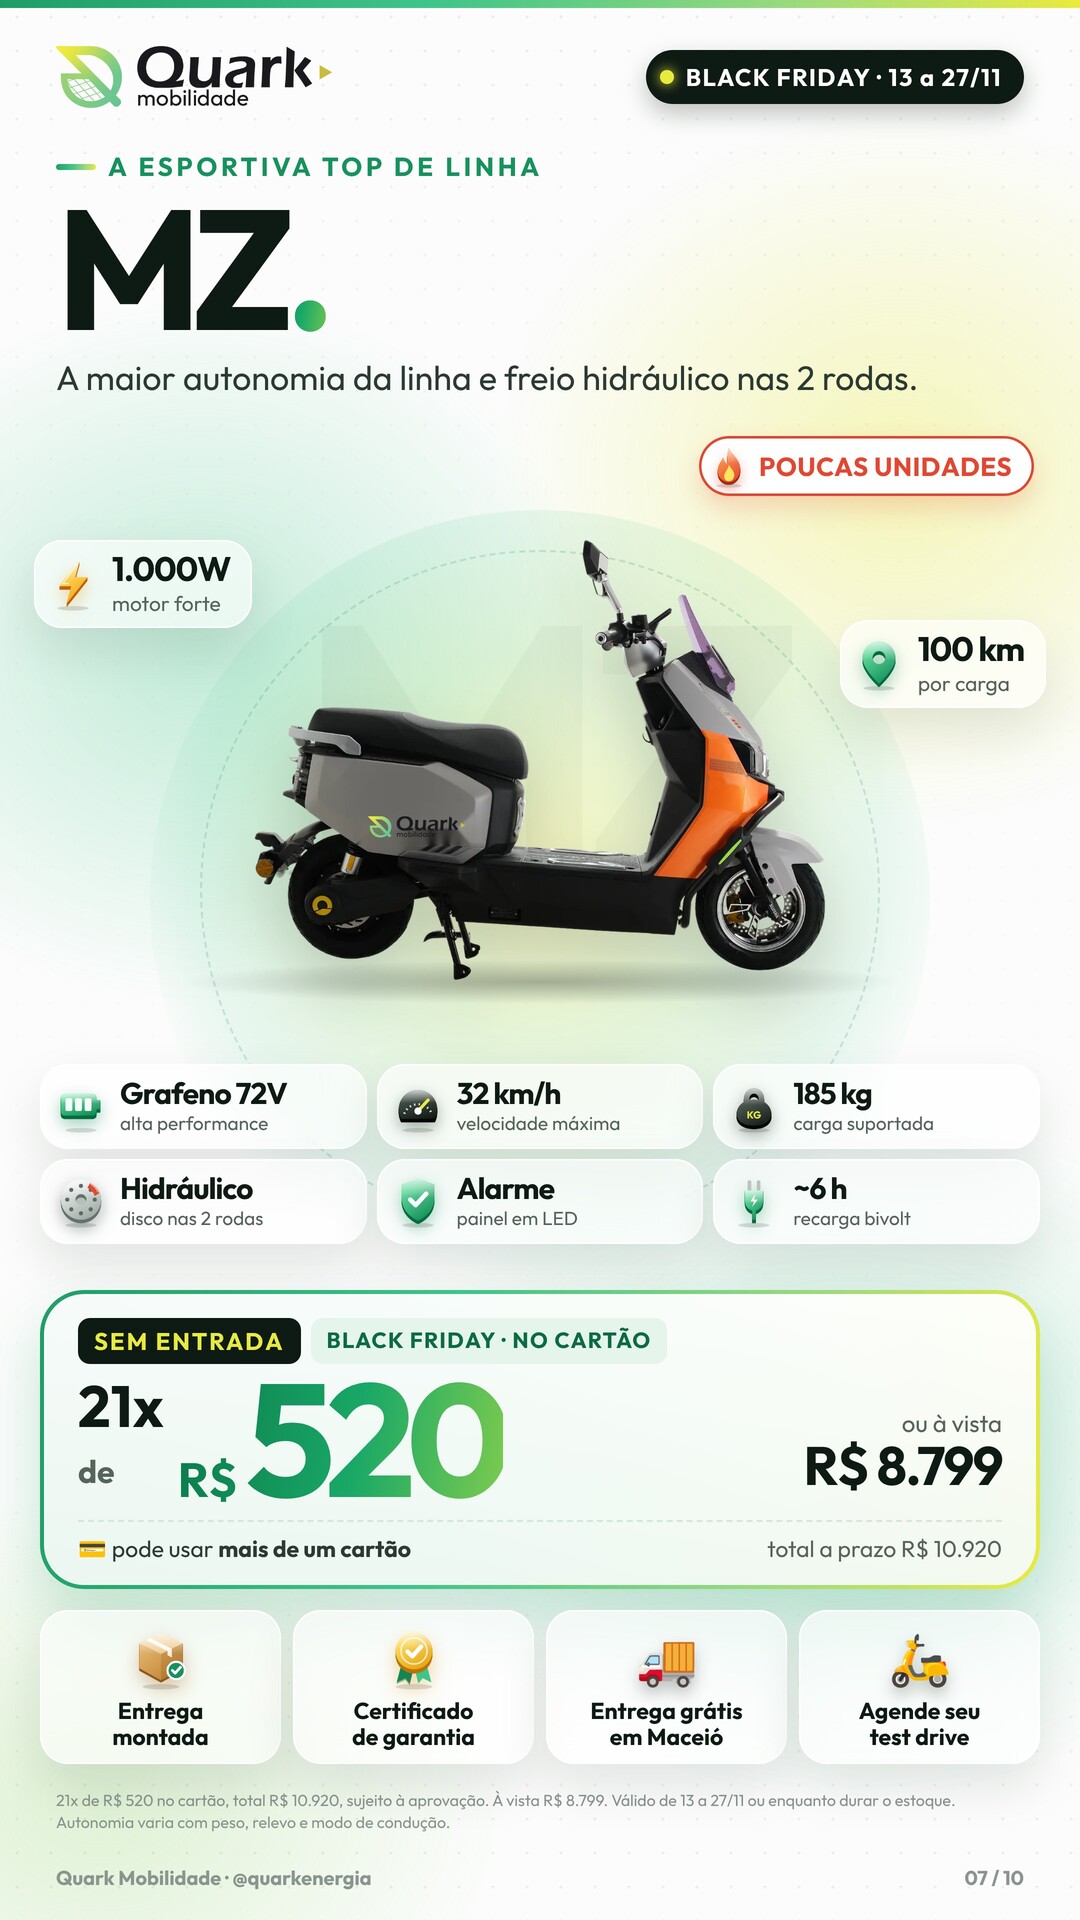 Quark
mobilidade
BLACK FRIDAY · 13 a 27/11
A ESPORTIVA TOP DE LINHA
MZ.
A maior autonomia da linha e freio hidráulico nas 2 rodas.
POUCAS UNIDADES
1.000W
motor forte
100 km
por carga
MZ
Quark
mobilidade
Grafeno 72V
alta performance
32 km/h
velocidade máxima
KG
185 kg
carga suportada
Hidráulico
disco nas 2 rodas
Alarme
painel em LED
~6 h
recarga bivolt
SEM ENTRADA
BLACK FRIDAY · NO CARTÃO
21x
de
R$ 520
ou à vista
R$ 8.799
pode usar mais de um cartão
total a prazo R$ 10.920
Entrega
montada
Certificado
de garantia
Entrega grátis
em Maceió
Agende seu
test drive
21x de R$ 520 no cartão, total R$ 10.920, sujeito à aprovação. À vista R$ 8.799. Válido de 13 a 27/11 ou enquanto durar o estoque.
Autonomia varia com peso, relevo e modo de condução.
Quark Mobilidade · @quarkenergia
07 / 10